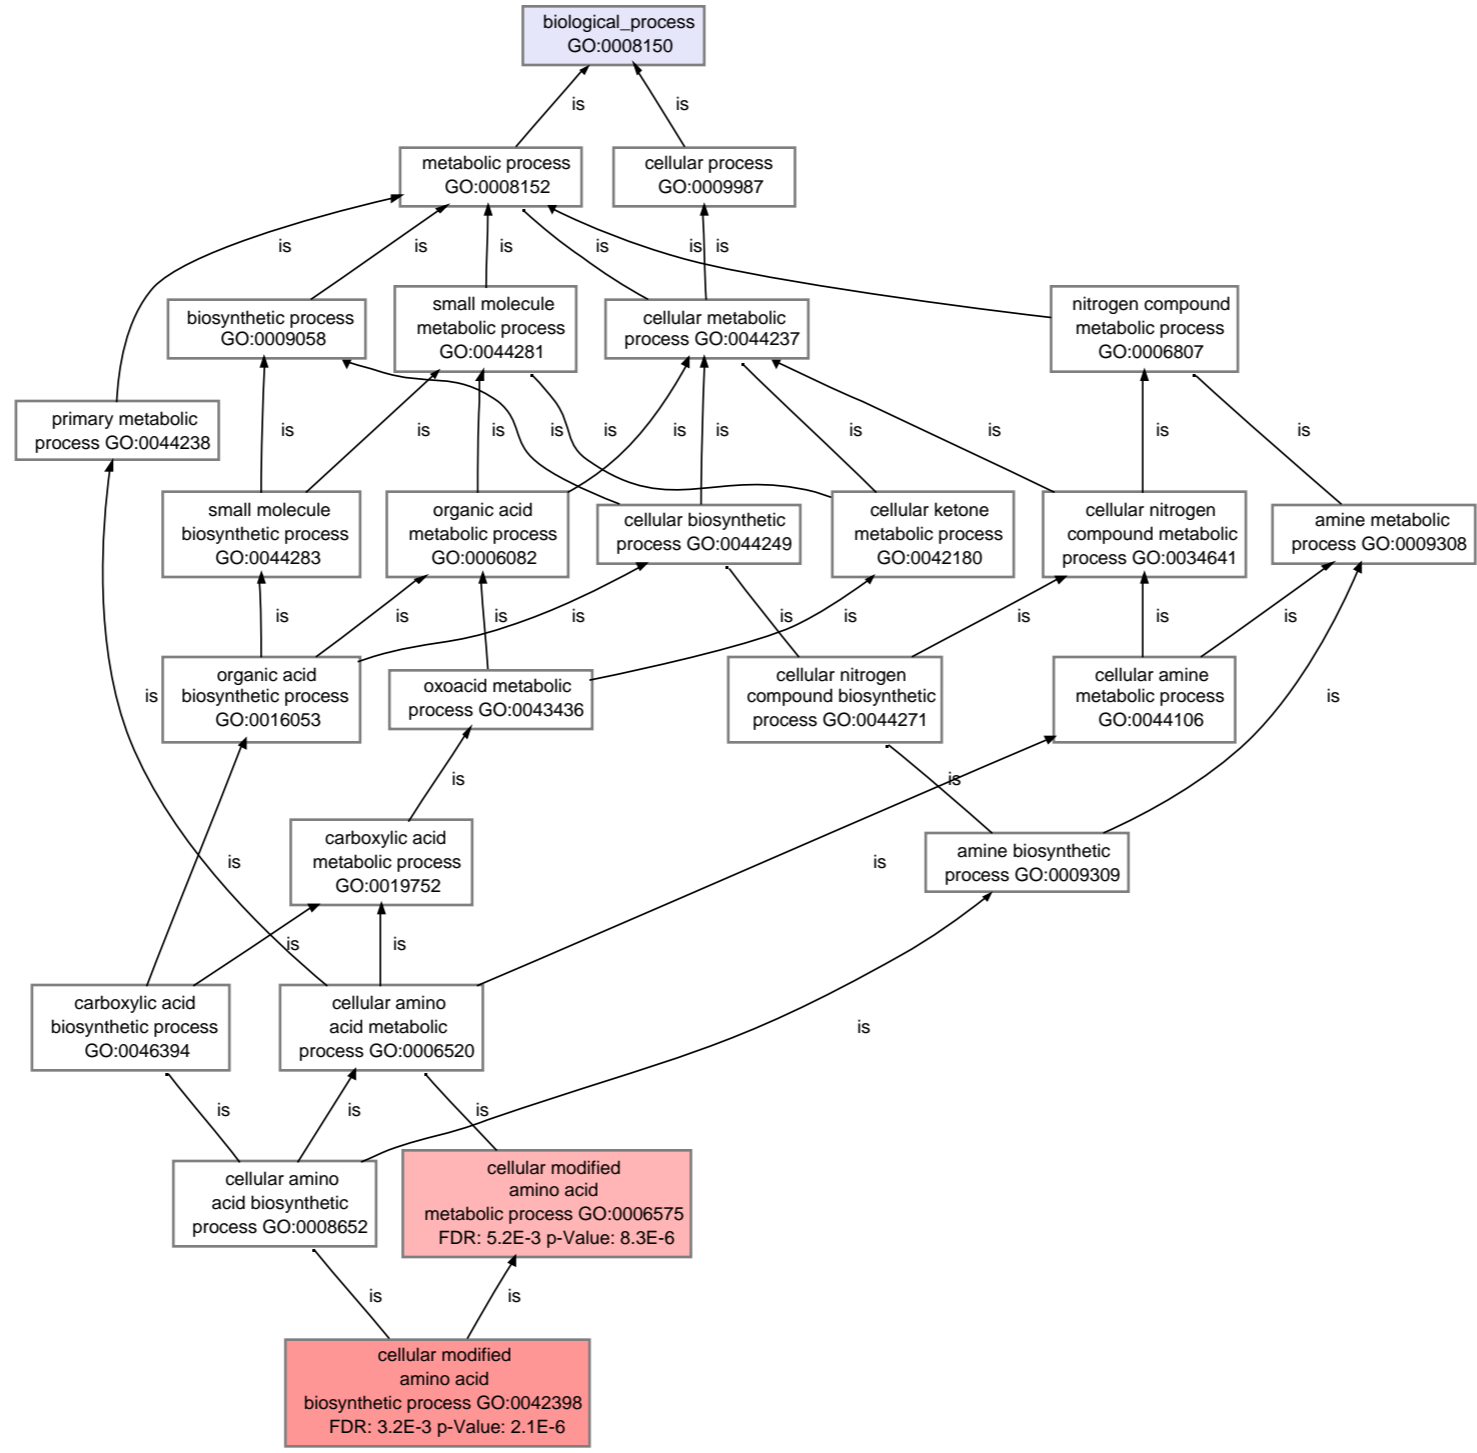 biological_process
GO:0008150
is
is
metabolic process
GO:0008152
cellular process
GO:0009987
is
is
is
is
is
is
biosynthetic process
GO:0009058
small molecule
metabolic process
GO:0044281
cellular metabolic
process GO:0044237
nitrogen compound
metabolic process
GO:0006807
primary metabolic
process GO:0044238
is
is
is
is
is
is
is
is
is
is
small molecule
biosynthetic process
GO:0044283
organic acid
metabolic process
GO:0006082
cellular biosynthetic
process GO:0044249
cellular ketone
metabolic process
GO:0042180
cellular nitrogen
compound metabolic
process GO:0034641
amine metabolic
process GO:0009308
is
is
is
is
is
is
is
is
is
organic acid
biosynthetic process
GO:0016053
oxoacid metabolic
process GO:0043436
cellular nitrogen
compound biosynthetic
process GO:0044271
cellular amine
metabolic process
GO:0044106
is
is
is
is
carboxylic acid
metabolic process
GO:0019752
amine biosynthetic
process GO:0009309
is
is
is
is
carboxylic acid
biosynthetic process
GO:0046394
cellular amino
acid metabolic
process GO:0006520
is
is
is
is
cellular amino
acid biosynthetic
process GO:0008652
cellular modified
amino acid
metabolic process GO:0006575
FDR: 5.2E-3 p-Value: 8.3E-6
is
is
cellular modified
amino acid
biosynthetic process GO:0042398
FDR: 3.2E-3 p-Value: 2.1E-6